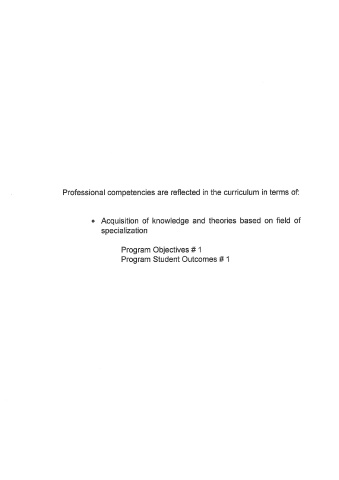 Professional competencies are reflected in the curriculum in terms of:
• Acquisition of knowledge and theories based on field of
specialization
Program Objectives # 1
Program Student Outcomes # 1